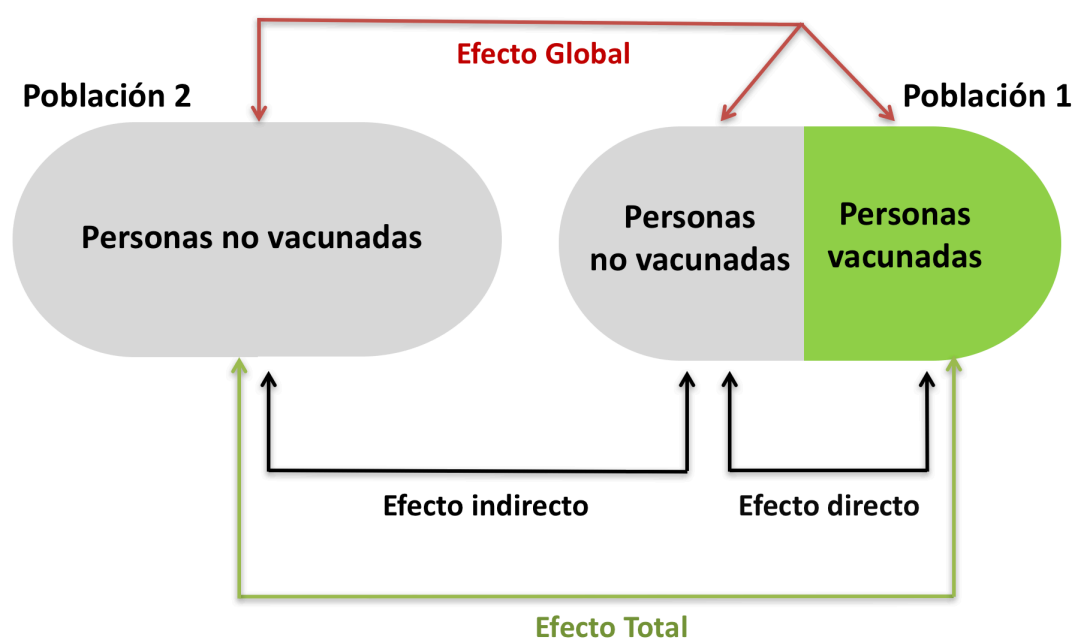 Efecto Global
Población 2
Población 1
Personas no vacunadas
Personas
no vacunadas
Personas
vacunadas
Efecto indirecto
Efecto directo
Efecto Total